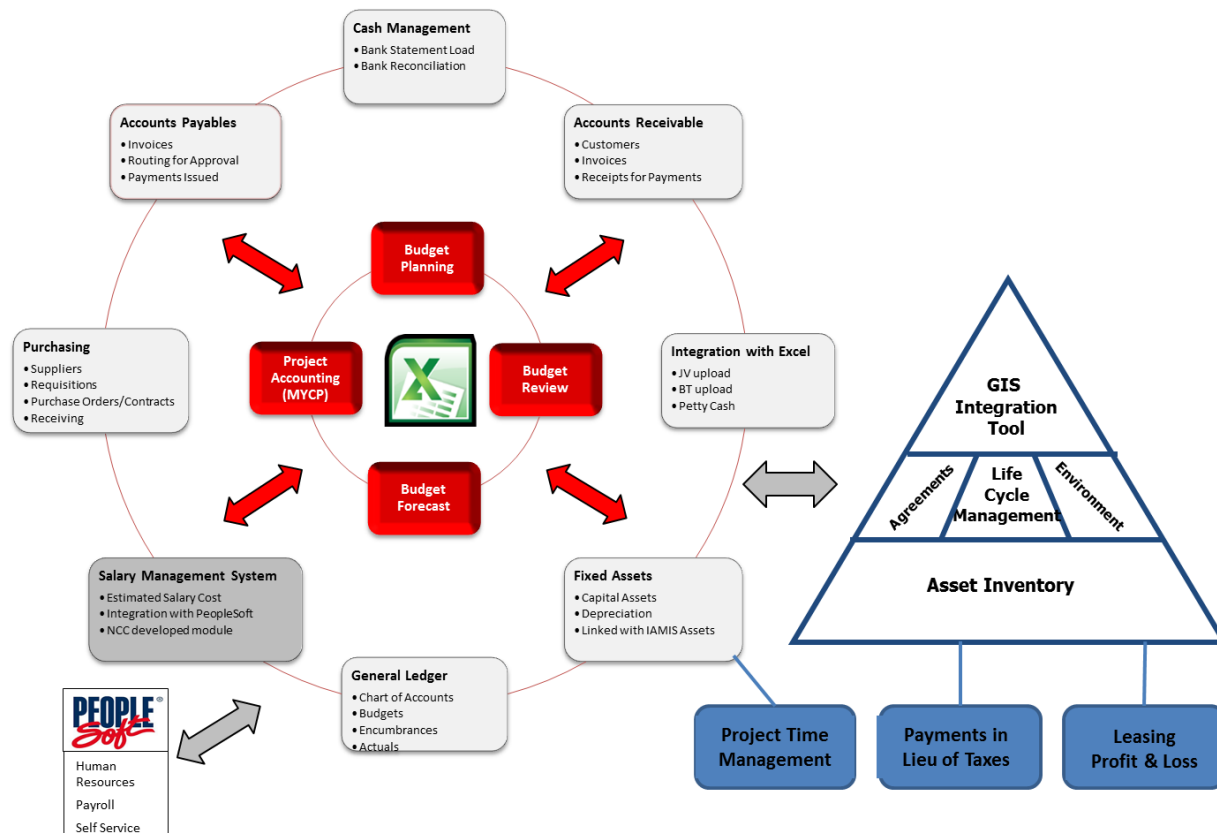 Cash Management
• Bank Statement Load
• Bank Reconciliation
Accounts Payables
• Invoices
• Routing for Approval
• Payments Issued
Accounts Receivable
• Customers
• Invoices
• Receipts for Payments
Budget
Planning
Purchasing
• Suppliers
• Requisitions
• Purchase Orders/Contracts
• Receiving
Project
Accounting
(MYCP)
X
Budget
Review
Integration with Excel
• JV upload
• BT upload
• Petty Cash
Budget
Forecast
GIS
Integration
Tool
Agreements
Life
Cycle
Management
Environment
Asset Inventory
Salary Management System
• Estimated Salary Cost
• Integration with PeopleSoft
• NCC developed module
Fixed Assets
• Capital Assets
• Depreciation
• Linked with IAMIS Assets
General Ledger
• Chart of Accounts
• Budgets
• Encumbrances
• Actuals
PEOPLE®
Soft
Human
Resources
Payroll
Self Service
Project Time
Management
Payments in
Lieu of Taxes
Leasing
Profit & Loss